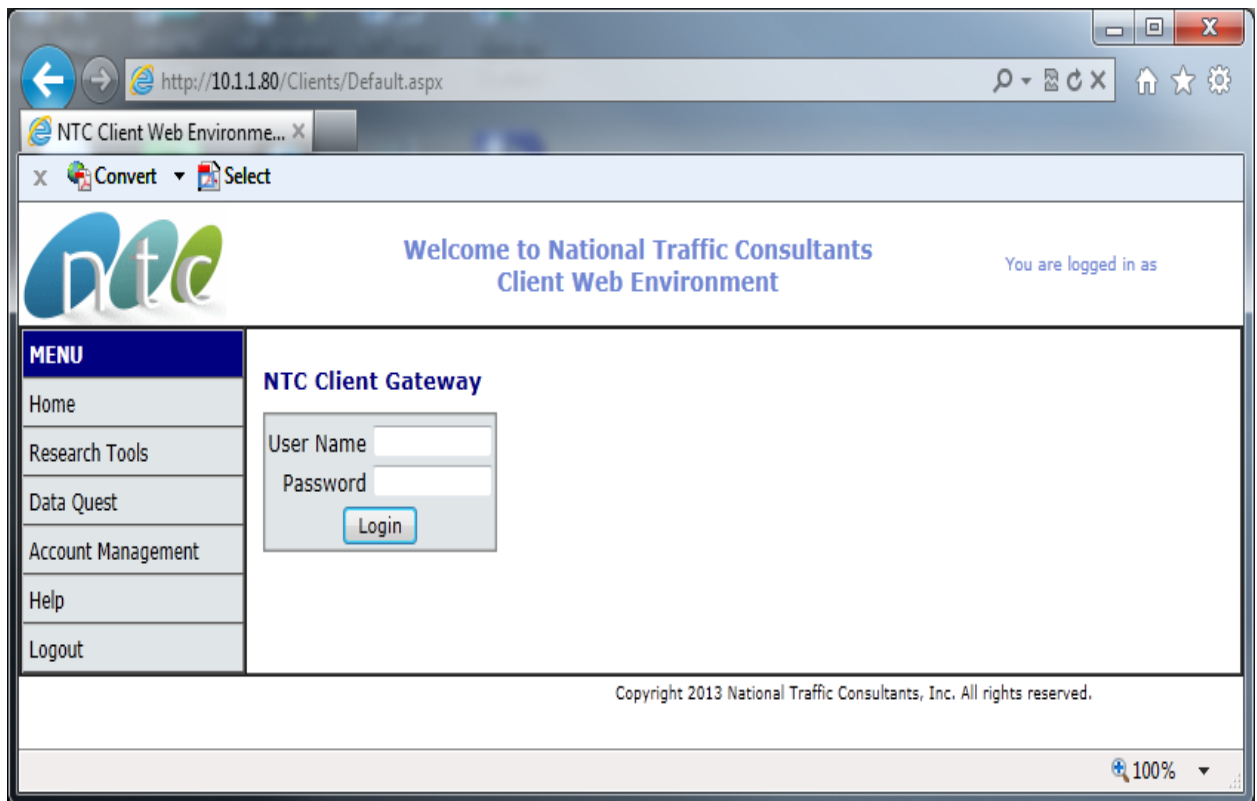 X
http://10.1.1.80/Clients/Default.aspx
NTC Client Web Environme... X
x Convert Select
ntc
Welcome to National Traffic Consultants
Client Web Environment
You are logged in as
MENU
Home
Research Tools
Data Quest
Account Management
Help
Logout
NTC Client Gateway
User Name
Password
Login
Copyright 2013 National Traffic Consultants, Inc. All rights reserved.
100%